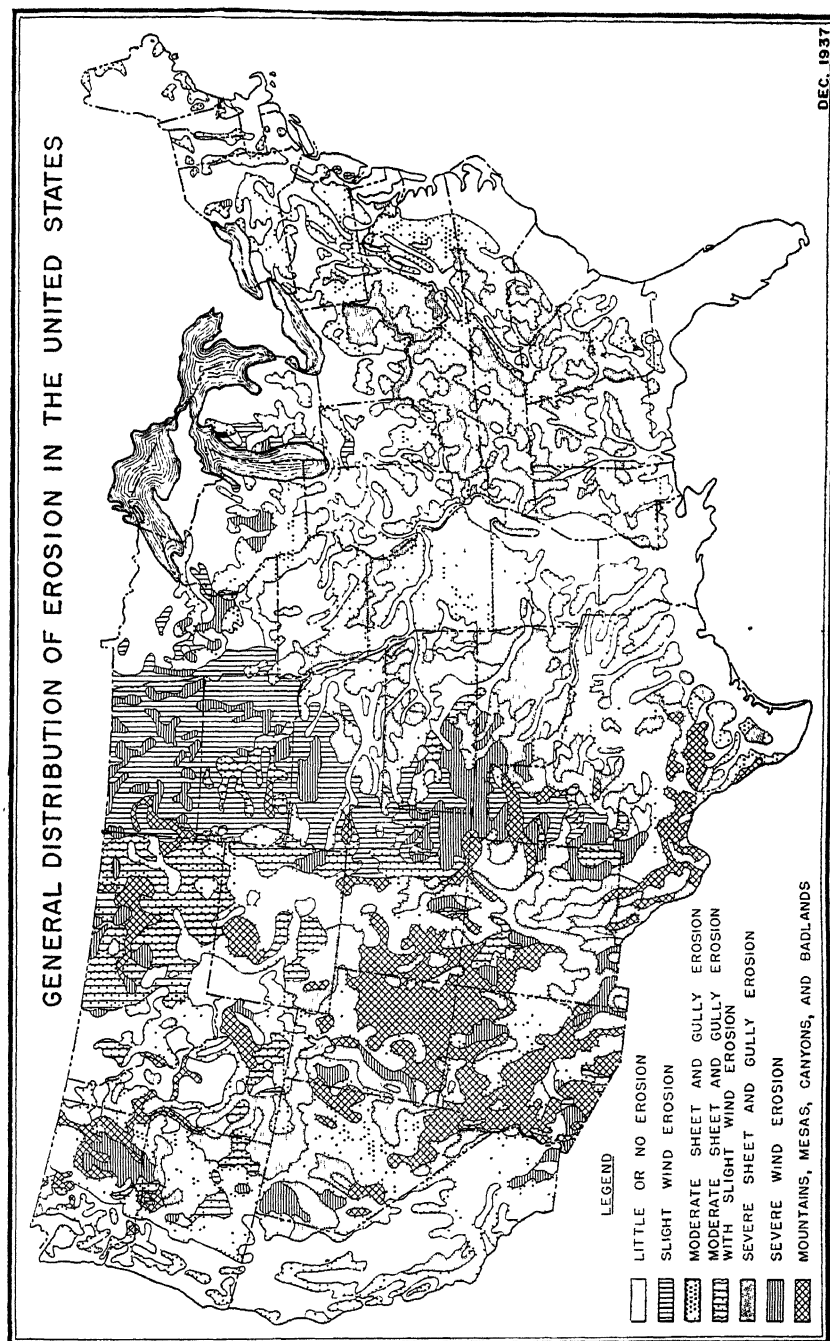 GENERAL DISTRIBUTION OF EROSION IN THE UNITED STATES
LEGEND
LITTLE OR NO EROSION
SLIGHT WIND EROSION
MODERATE SHEET AND GULLY EROSION
MODERATE SHEET AND GULLY EROSION
WITH SLIGHT WIND EROSION
SEVERE SHEET AND GULLY EROSION
SEVERE WIND EROSION
MOUNTAINS, MESAS, CANYONS, AND BADLANDS
DEC. 1937